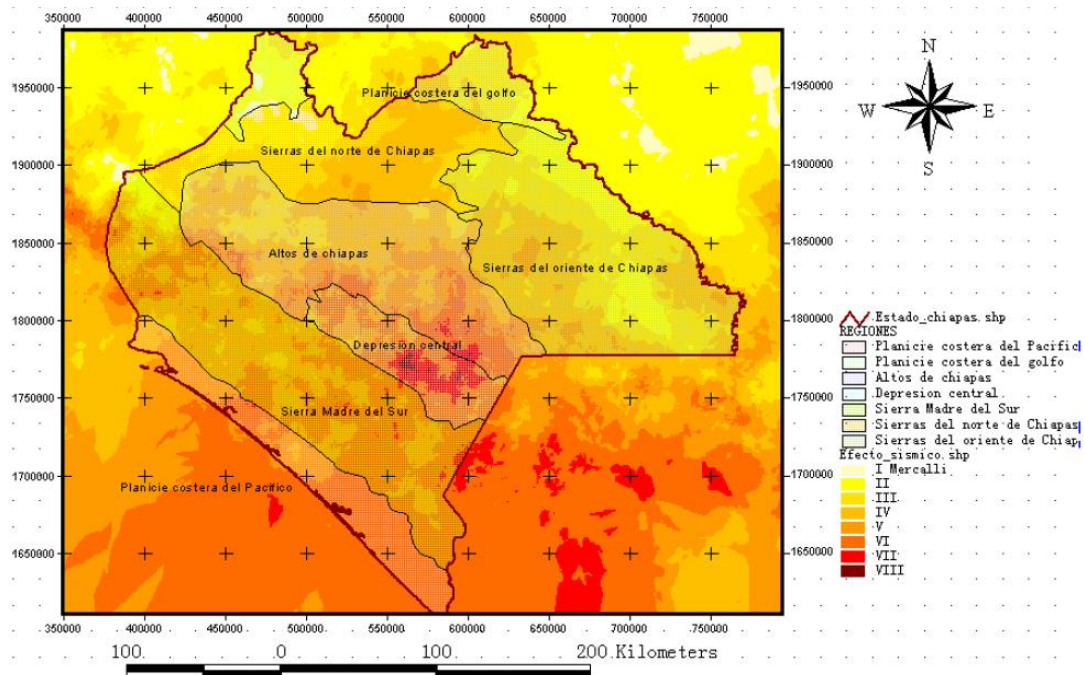 350000 400000 450000 500000 550000 600000 650000 700000 750000
1950000 1950000
1900000 1900000
1850000 1850000
1800000 1800000
1750000 1750000
1700000 1700000
1650000 1650000
Planicie costera del golfo
Sierras del norte de Chiapas
Altos de chiapas
Sierras del oriente de Chiapas
Depresion central
Sierra Madre del Sur
Planicie costera del Pacifico
350000 400000 450000 500000 550000 600000 650000 700000 750000
100 0 100 200 Kilometers
N
W E
S
Estado_chiapas.shp
REGIONES
Planicie costera del Pacific
Planicie costera del golfo
Altos de chiapas
Depresion central
Sierra Madre del Sur
Sierras del norte de Chiapas
Sierras del oriente de Chiap
Efecto_sismico.shp
I Mercalli
II
III
IV
V
VI
VII
VIII